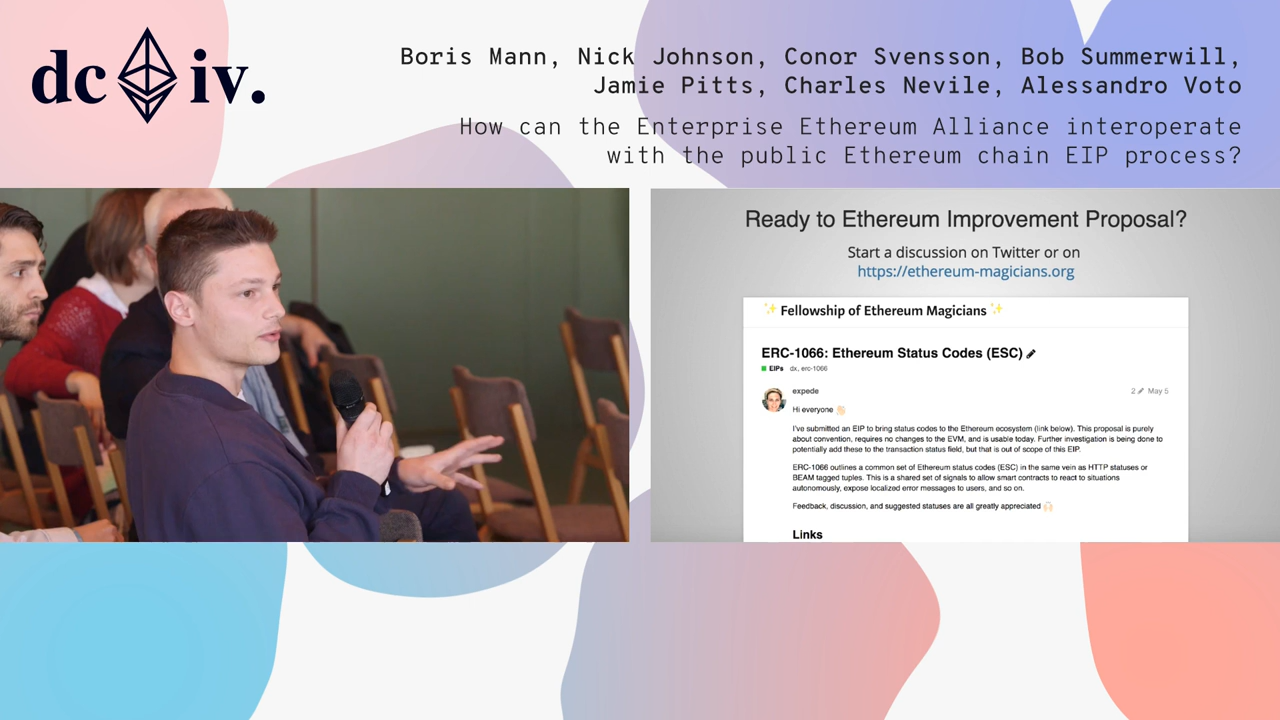 dc iv.
Boris Mann, Nick Johnson, Conor Svensson, Bob Summerwill,
Jamie Pitts, Charles Nevile, Alessandro Voto
How can the Enterprise Ethereum Alliance interoperate
with the public Ethereum chain EIP process?
Ready to Ethereum Improvement Proposal?
Start a discussion on Twitter or on
https://ethereum-magicians.org
✨ Fellowship of Ethereum Magicians ✨
ERC-1066: Ethereum Status Codes (ESC)
EIPs dx, erc-1066
expede 2 May 5
Hi everyone 👋🏻
I've submitted an EIP to bring status codes to the Ethereum ecosystem (link below). This proposal is purely
about convention, requires no changes to the EVM, and is usable today. Further investigation is being done to
potentially add these to the transaction status field, but that is out of scope of this EIP.
ERC-1066 outlines a common set of Ethereum status codes (ESC) in the same vein as HTTP statuses or
BEAM tagged tuples. This is a shared set of signals to allow smart contracts to react to situations
autonomously, expose localized error messages to users, and so on.
Feedback, discussion, and suggested statuses are all greatly appreciated 🙌🏻
Links